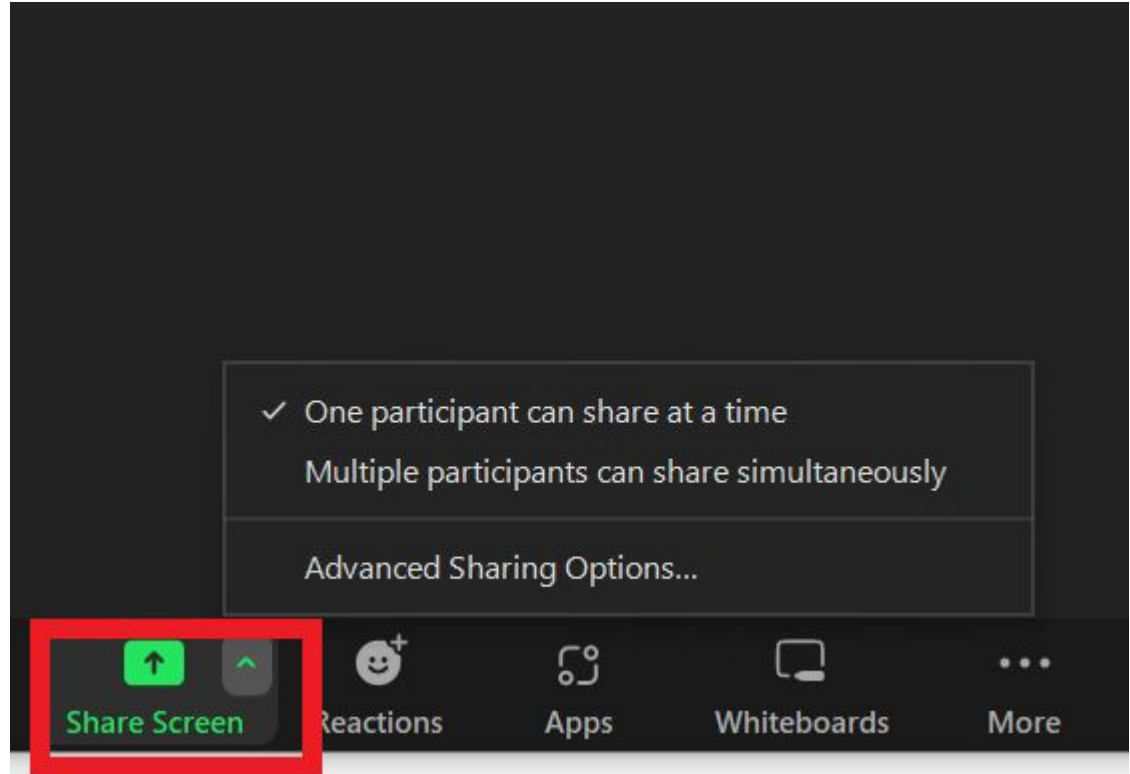 One participant can share at a time
Multiple participants can share simultaneously
Advanced Sharing Options...
Share Screen Reactions Apps Whiteboards More